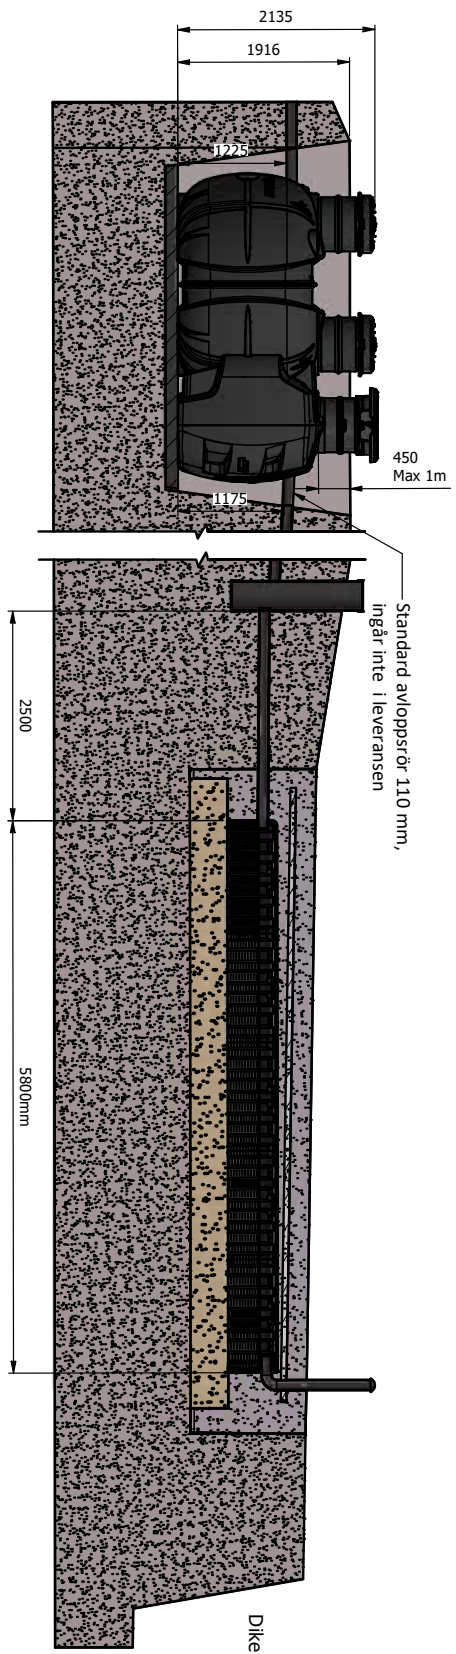 2135
1916
1225
450
Max 1m
1175
Standard avloppsrör 110 mm,
ingår inte i leveransen
2500
5800mm
Dike